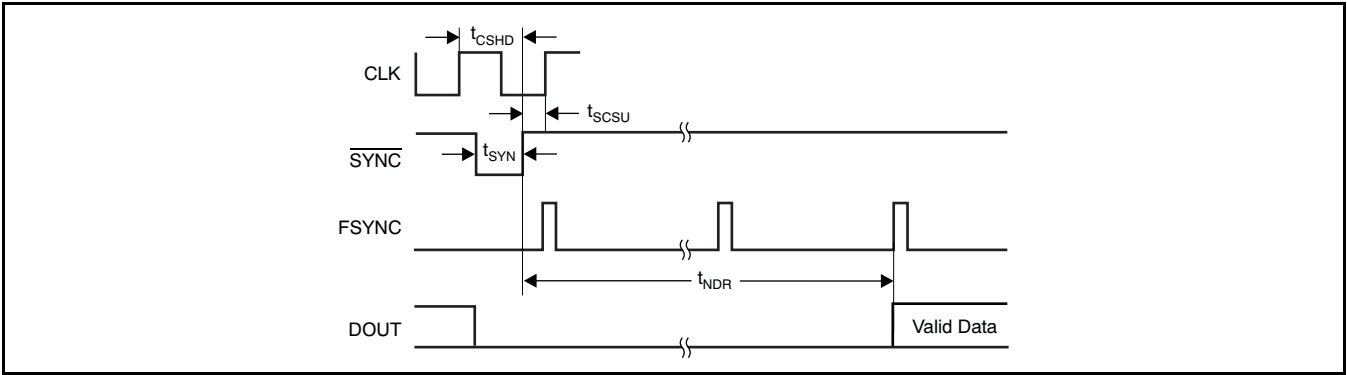 tCSHD
CLK
tSCSU
SYNC
tSYN
FSYNC
tNDR
DOUT
Valid Data